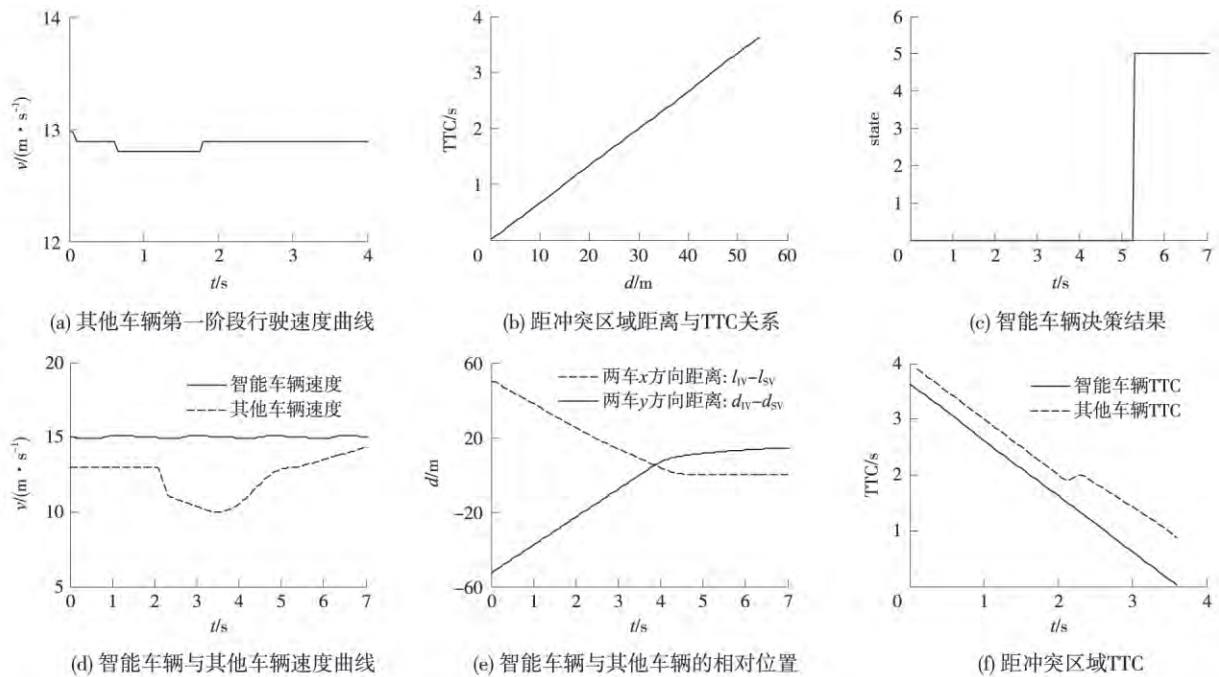 14
13
12
v/(m·s⁻¹)
0 1 2 3 4
t/s
(a) 其他车辆第一阶段行驶速度曲线
4
3
2
1
TTC/s
0 10 20 30 40 50 60
d/m
(b) 距冲突区域距离与TTC关系
6
5
4
3
2
1
state
0 1 2 3 4 5 6 7
t/s
(c) 智能车辆决策结果
20
15
10
5
v/(m·s⁻¹)
智能车辆速度
其他车辆速度
0 1 2 3 4 5 6 7
t/s
(d) 智能车辆与其他车辆速度曲线
60
20
-20
-60
d/m
两车x方向距离: l_IV-l_SV
两车y方向距离: d_IV-d_SV
0 1 2 3 4 5 6 7
t/s
(e) 智能车辆与其他车辆的相对位置
4
3
2
1
TTC/s
智能车辆TTC
其他车辆TTC
0 1 2 3 4
t/s
(f) 距冲突区域TTC